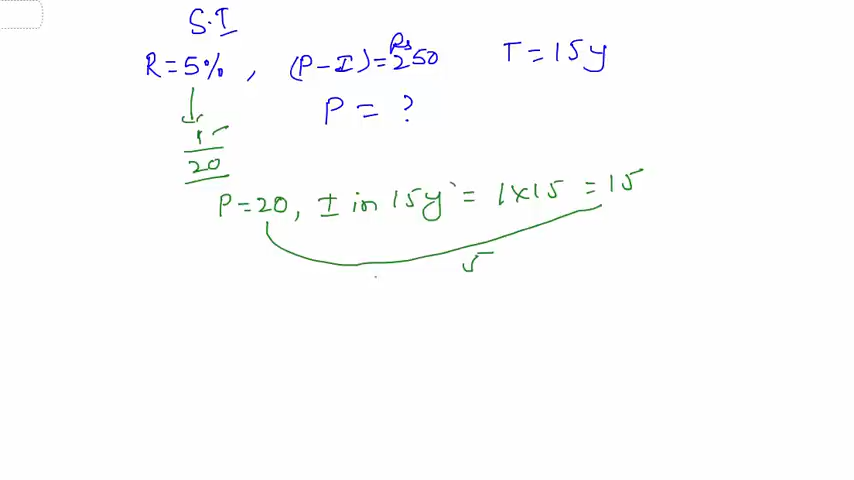 S.I
R=5%, (P-I)=Rs 250 T=15y
P = ?
1
20
P=20, I in 15y = 1×15 = 15
5